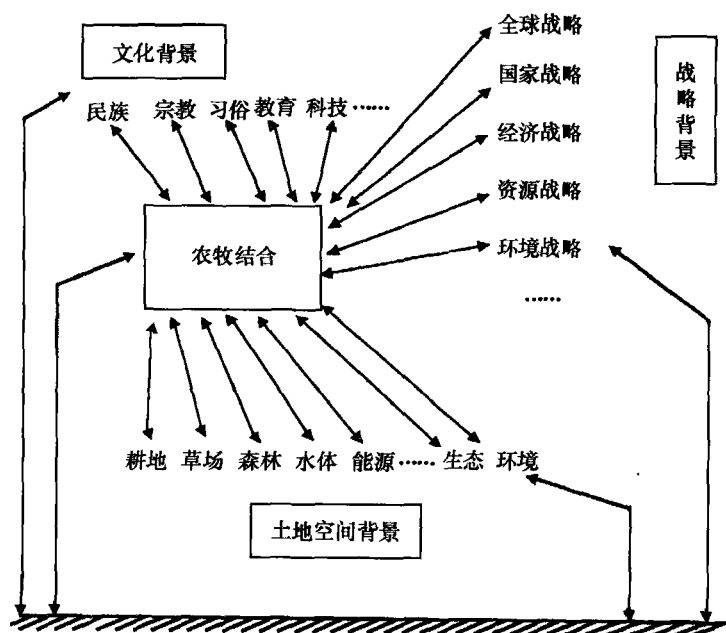 文化背景
民族 宗教 习俗 教育 科技 ……
全球战略
国家战略
经济战略
资源战略
环境战略
……
战略背景
农牧结合
耕地 草场 森林 水体 能源 …… 生态 环境
土地空间背景